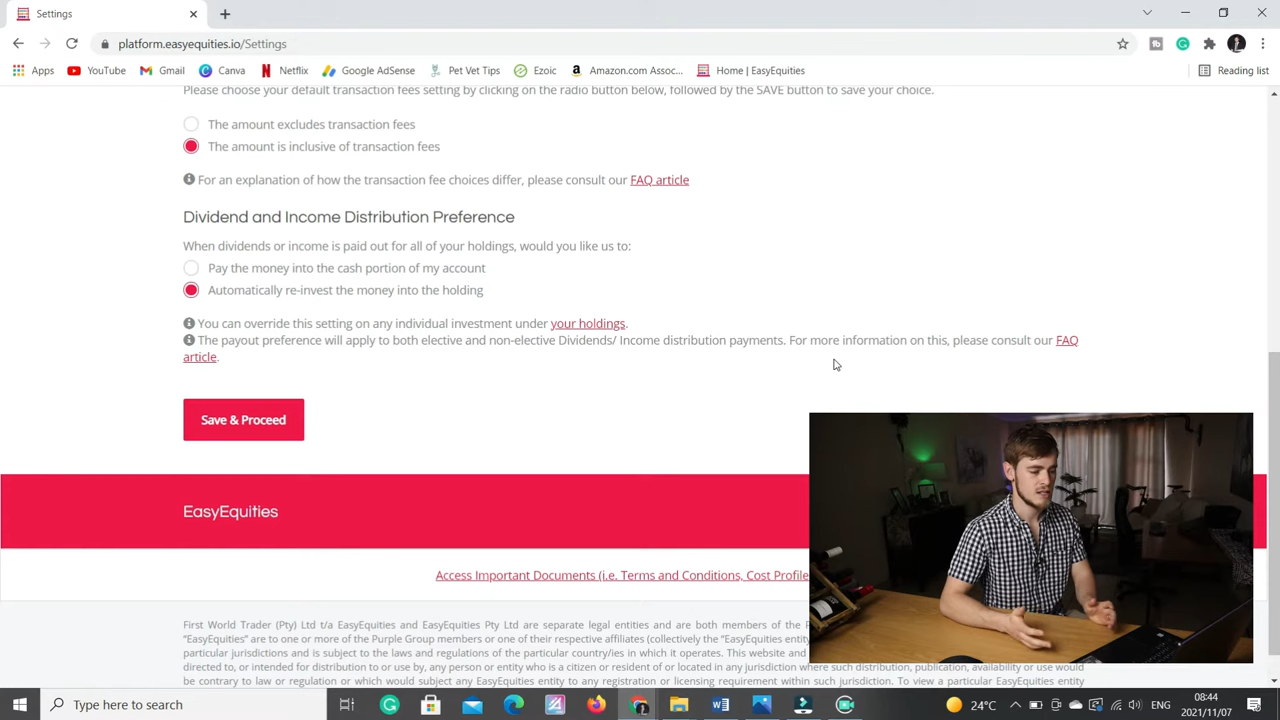 Settings
platform.easyequities.io/Settings
Apps
YouTube
Gmail
Canva
Netflix
Google AdSense
Pet Vet Tips
Ezoic
Amazon.com Assoc...
Home | EasyEquities
Reading list
Please choose your default transaction fees setting by clicking on the radio button below, followed by the SAVE button to save your choice.
The amount excludes transaction fees
The amount is inclusive of transaction fees
For an explanation of how the transaction fee choices differ, please consult our FAQ article
Dividend and Income Distribution Preference
When dividends or income is paid out for all of your holdings, would you like us to:
Pay the money into the cash portion of my account
Automatically re-invest the money into the holding
You can override this setting on any individual investment under your holdings.
The payout preference will apply to both elective and non-elective Dividends/ Income distribution payments. For more information on this, please consult our FAQ
article.
Save & Proceed
EasyEquities
Access Important Documents (i.e. Terms and Conditions, Cost Profile
First World Trader (Pty) Ltd t/a EasyEquities and EasyEquities Pty Ltd are separate legal entities and are both members of the P
"EasyEquities" are to one or more of the Purple Group members or one of their respective affiliates (collectively the "EasyEquities entity
particular jurisdictions and is subject to the laws and regulations of the particular country/ies in which it operates. This website and
directed to, or intended for distribution to or use by, any person or entity who is a citizen or resident of or located in any jurisdiction where such distribution, publication, availability or use would
be contrary to law or regulation or which would subject any EasyEquities entity to any registration or licensing requirement within such jurisdiction. To view a particular EasyEquities entity
Type here to search
24°C
ENG
08:44
2021/11/07